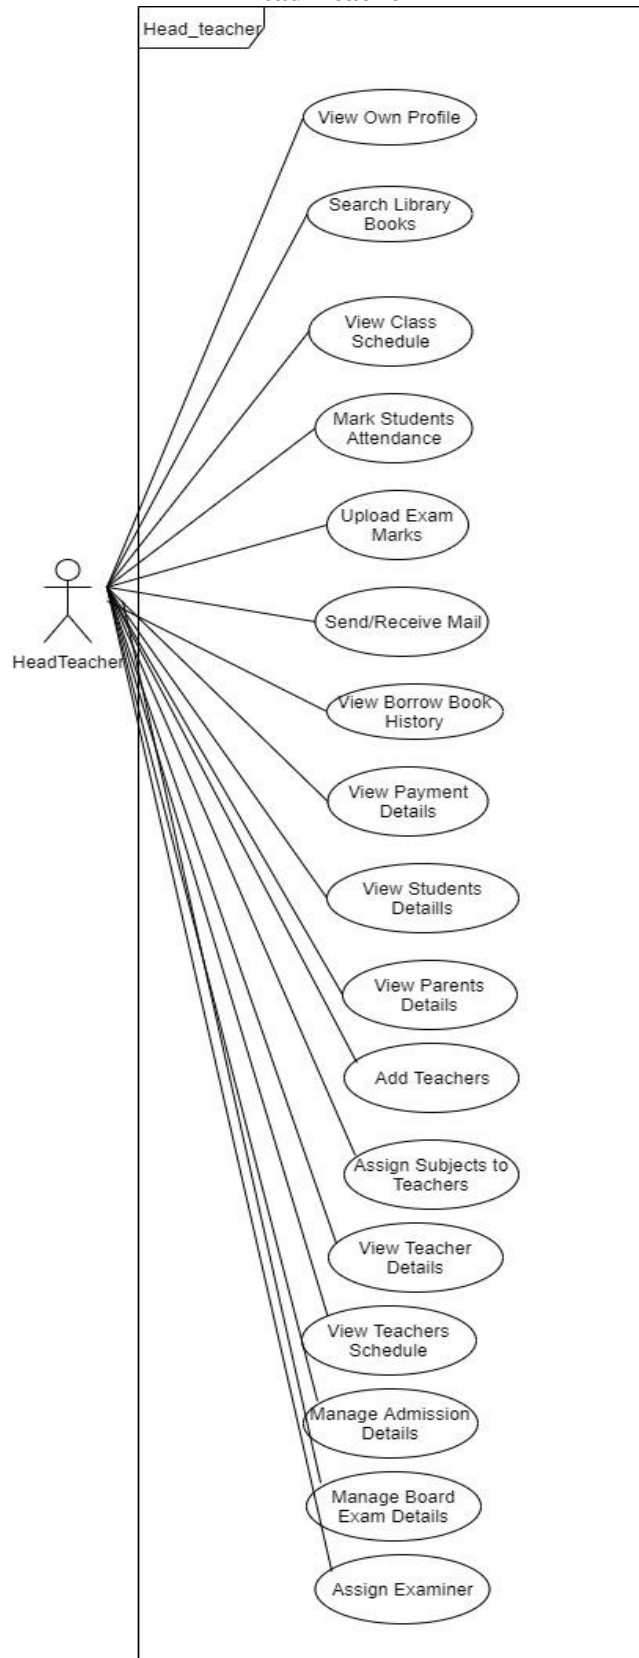 Head_teacher
View Own Profile
Search Library
Books
View Class
Schedule
Mark Students
Attendance
Upload Exam
Marks
Send/Receive Mail
HeadTeacher
View Borrow Book
History
View Payment
Details
View Students
Detaills
View Parents
Details
Add Teachers
Assign Subjects to
Teachers
View Teacher
Details
View Teachers
Schedule
Manage Admission
Details
Manage Board
Exam Details
Assign Examiner